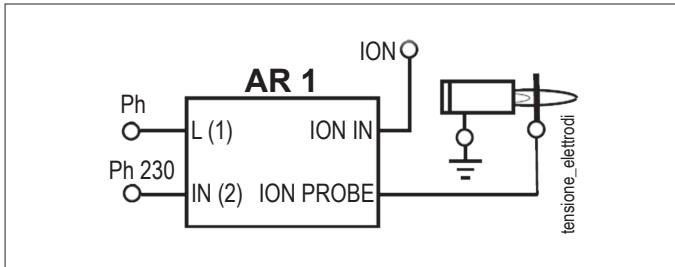 ION
AR 1
Ph
L (1)
ION IN
Ph 230
IN (2)
ION PROBE
tensione_elettrodi